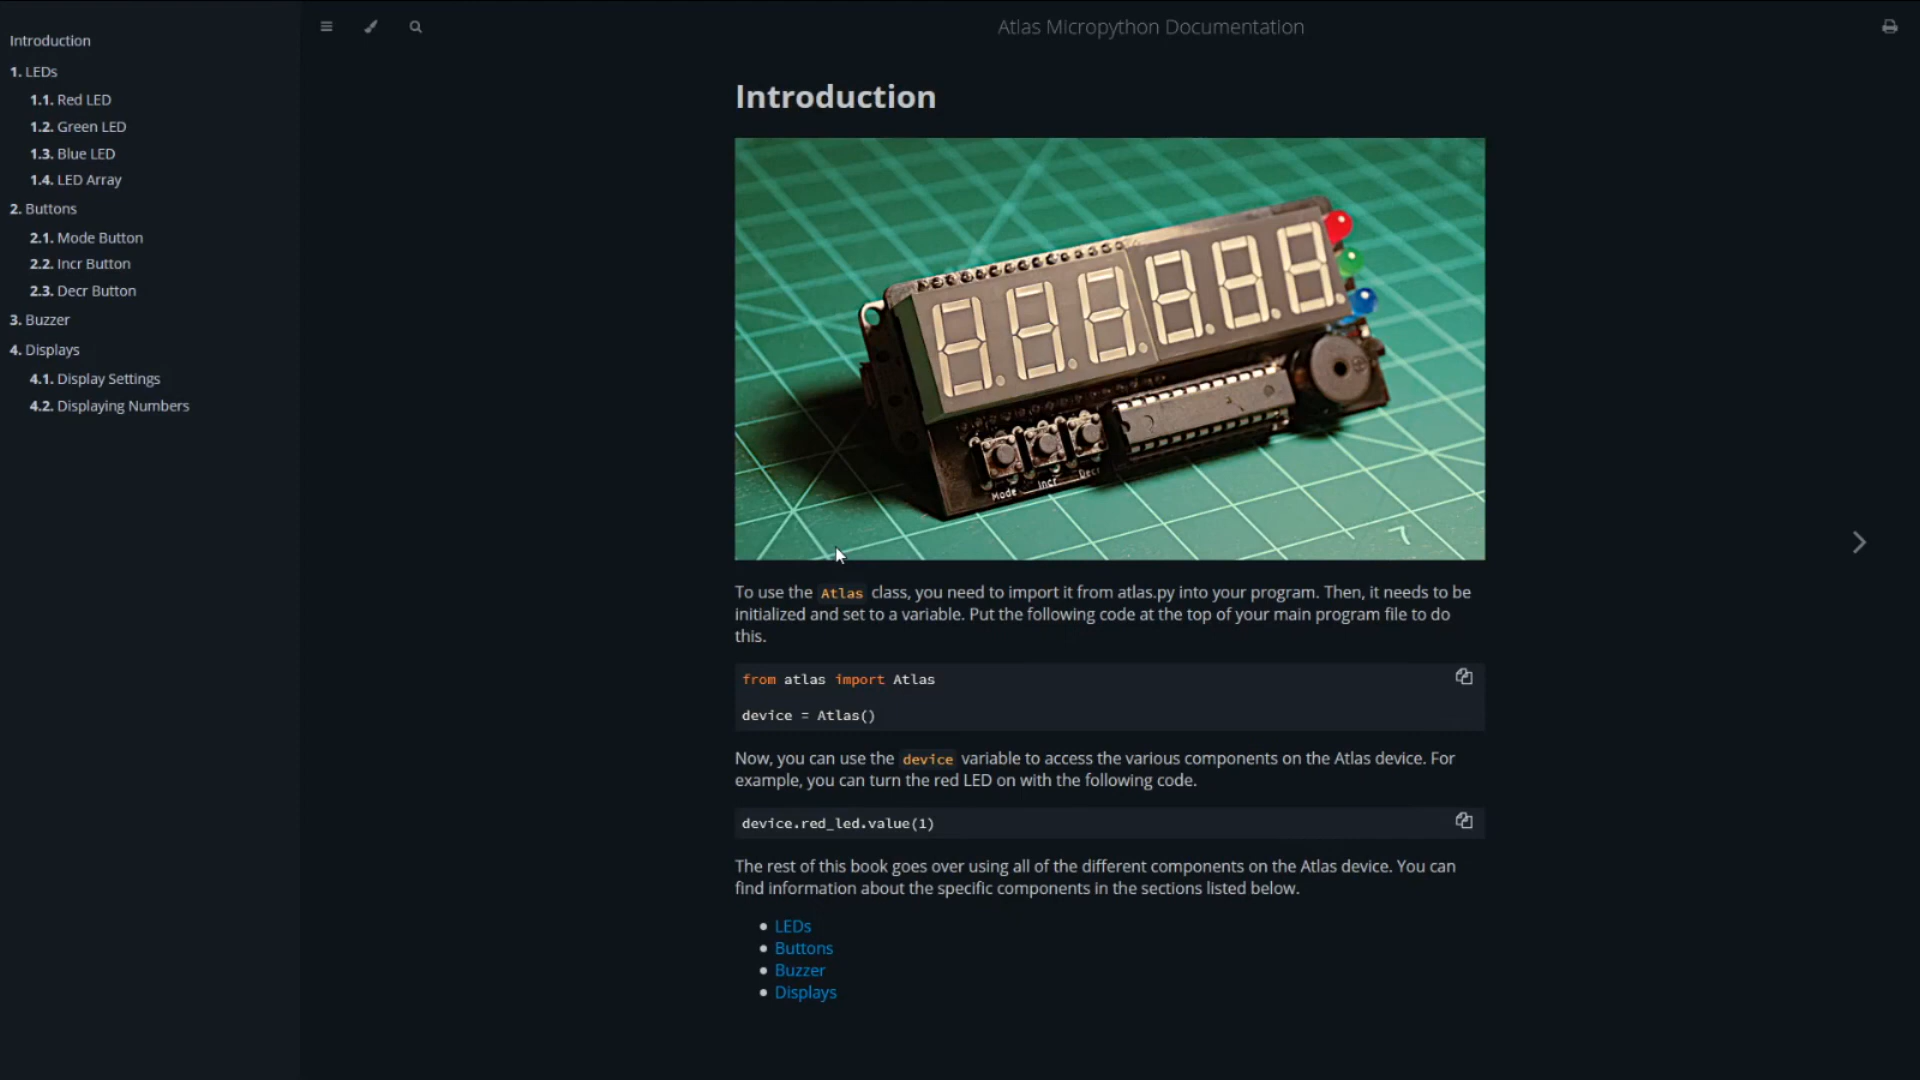 Introduction
1. LEDs
1.1. Red LED
1.2. Green LED
1.3. Blue LED
1.4. LED Array
2. Buttons
2.1. Mode Button
2.2. Incr Button
2.3. Decr Button
3. Buzzer
4. Displays
4.1. Display Settings
4.2. Displaying Numbers
Atlas Micropython Documentation
Introduction
Mode Incr Decr
7
To use the Atlas class, you need to import it from atlas.py into your program. Then, it needs to be
initialized and set to a variable. Put the following code at the top of your main program file to do
this.
from atlas import Atlas
device = Atlas()
Now, you can use the device variable to access the various components on the Atlas device. For
example, you can turn the red LED on with the following code.
device.red_led.value(1)
The rest of this book goes over using all of the different components on the Atlas device. You can
find information about the specific components in the sections listed below.
• LEDs
• Buttons
• Buzzer
• Displays